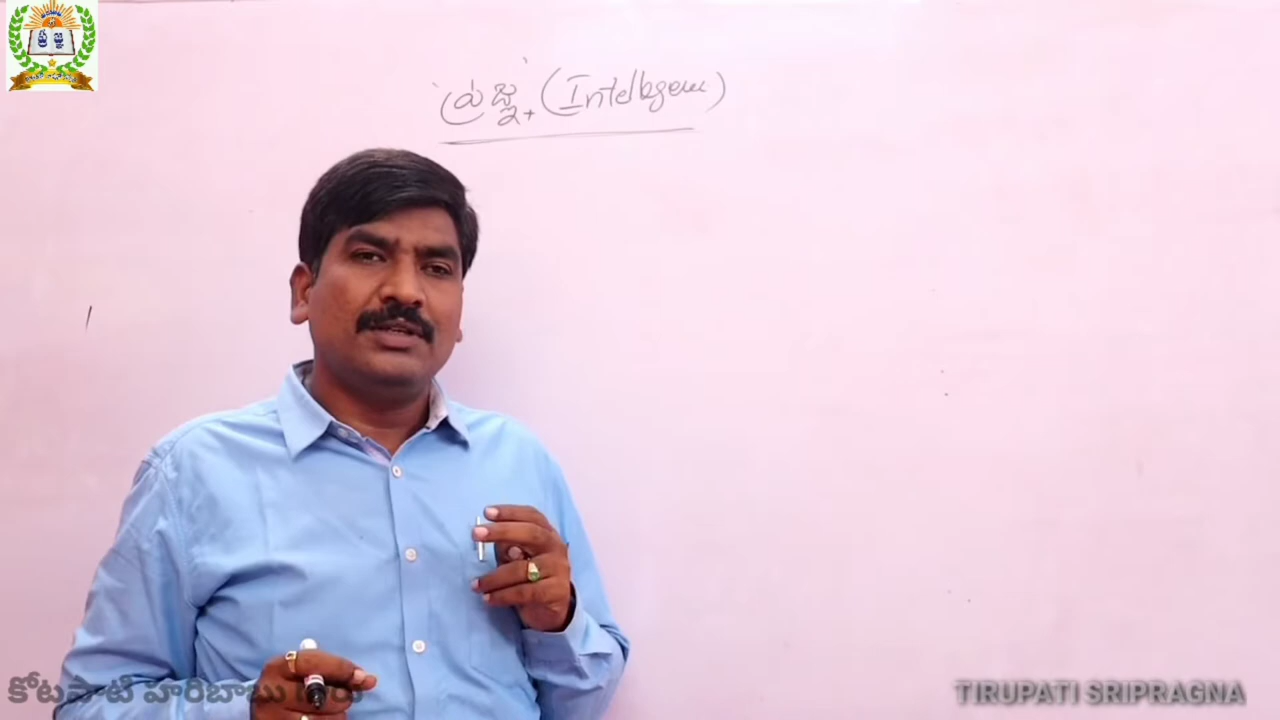 'ప్రజ్ఞ' (Intelligence)
కోటపాటి హరిబాబు గారు
TIRUPATI SRIPRAGNA